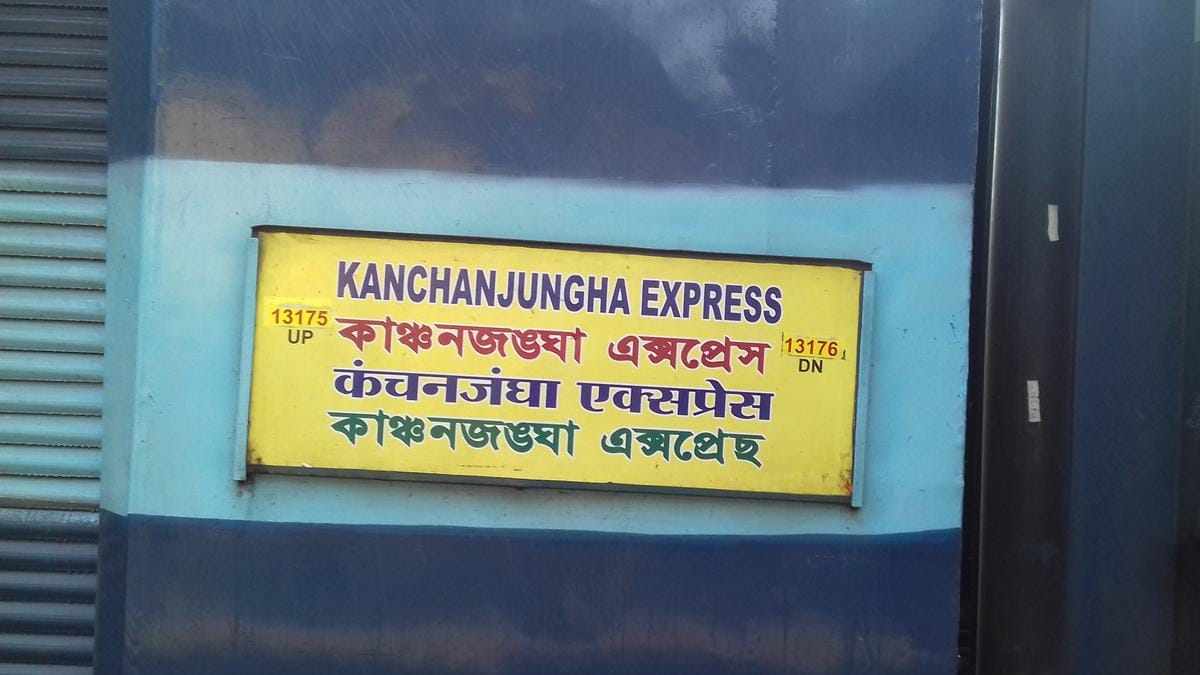 KANCHANJUNGHA EXPRESS
13175
UP
কাঞ্চনজঙ্ঘা এক্সপ্রেস
13176
DN
कंचनजंघा एक्सप्रेस
কাঞ্চনজঙ্ঘা এক্সপ্ৰেছ